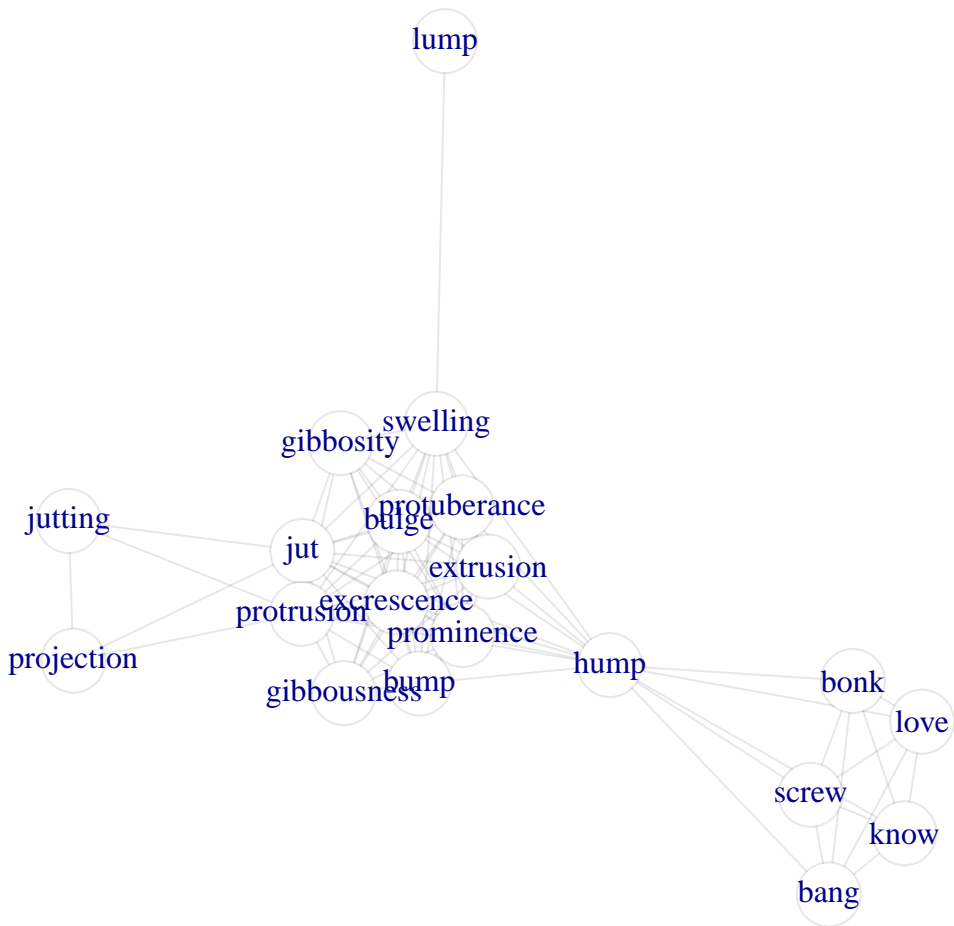 lump
swelling
gibbosity
protuberance
jutting
bulge
jut
extrusion
excrescence
protrusion
prominence
projection
hump
bump
gibbousness
bonk
love
screw
know
bang